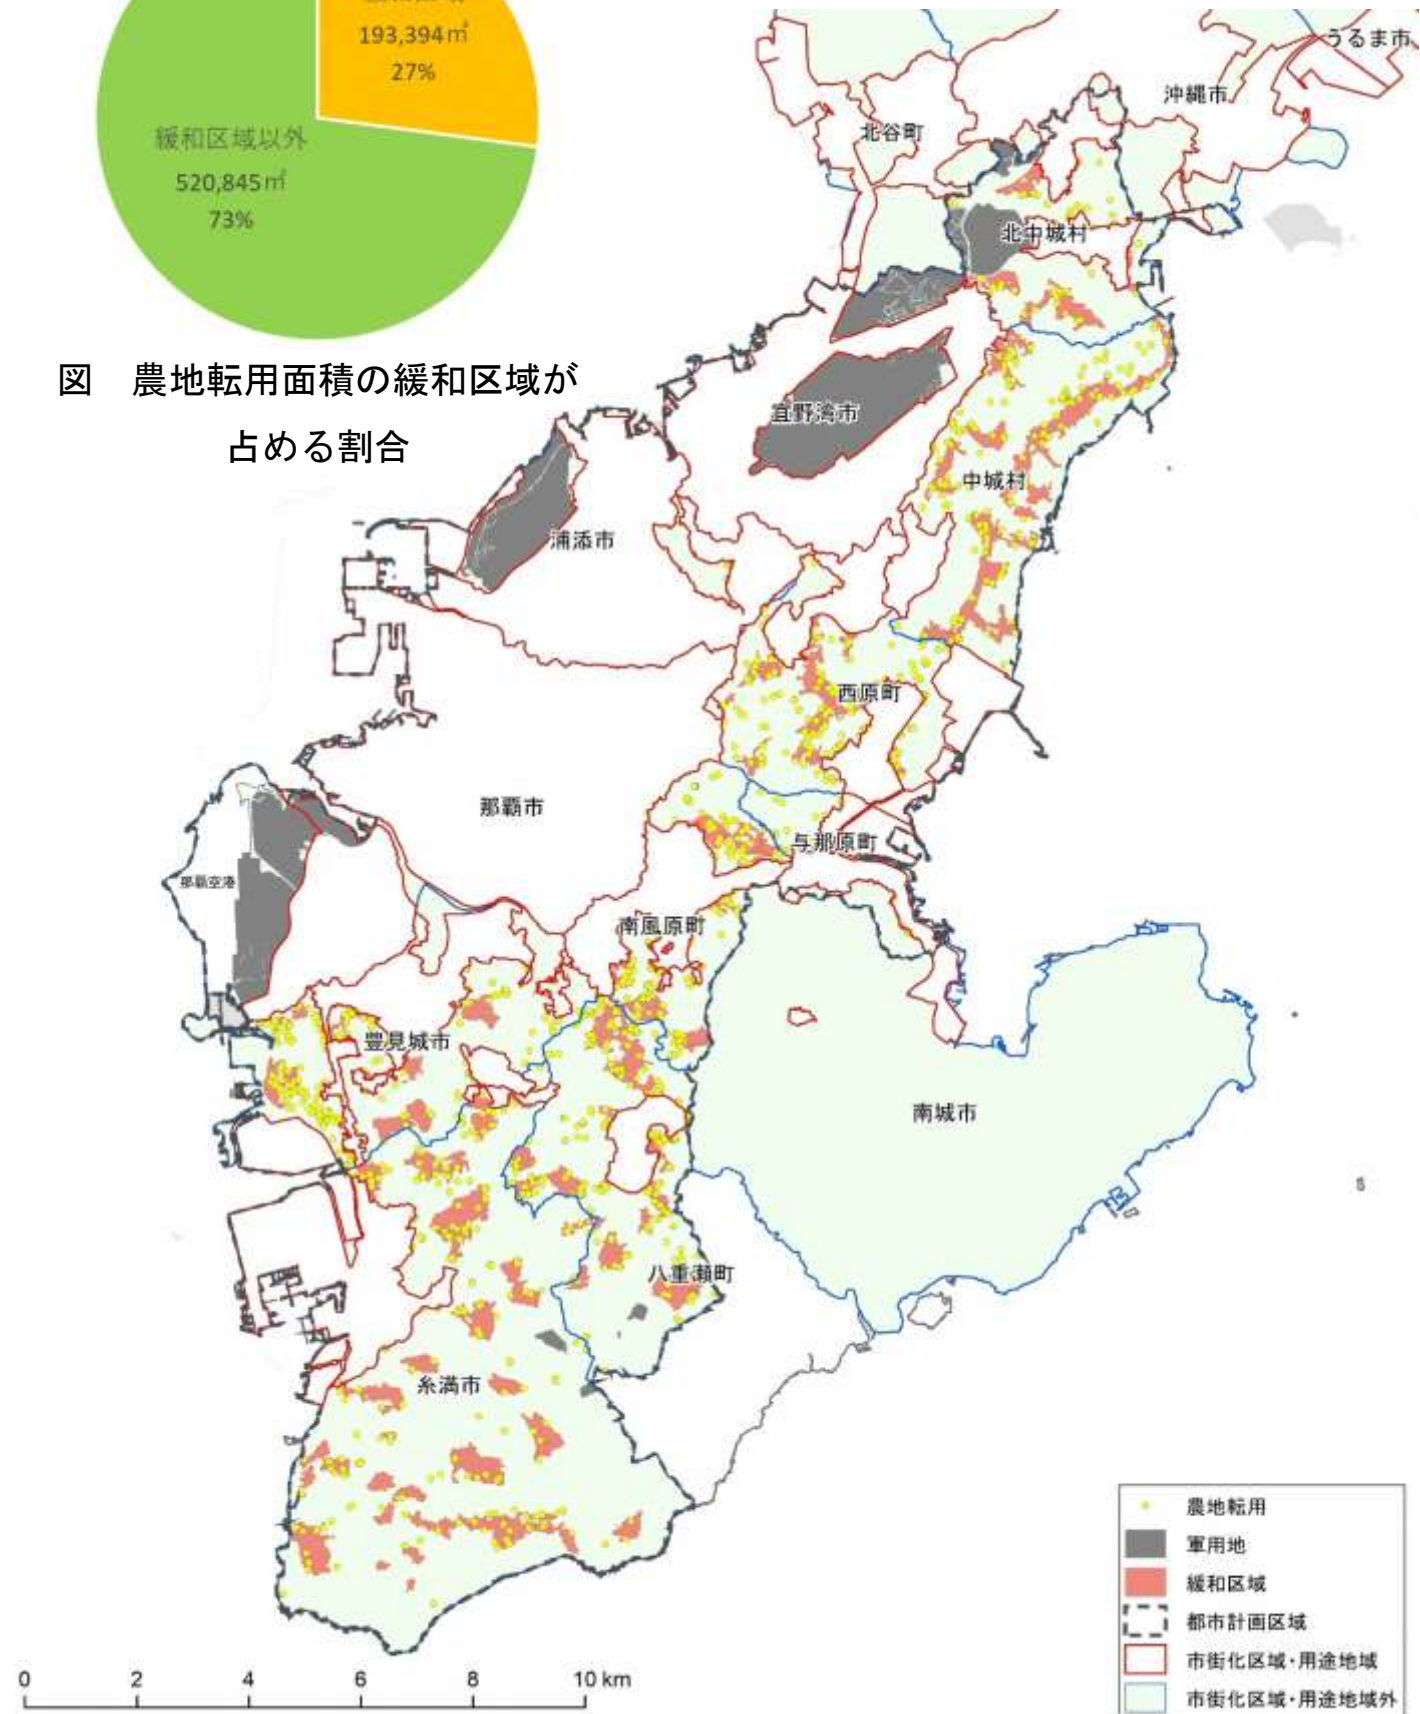 193,394㎡
27%
緩和区域以外
520,845㎡
73%
図　農地転用面積の緩和区域が
占める割合
うるま市
沖縄市
北谷町
北中城村
宜野湾市
中城村
浦添市
西原町
那覇市
与那原町
那覇空港
南風原町
豊見城市
南城市
八重瀬町
糸満市
農地転用
軍用地
緩和区域
都市計画区域
市街化区域・用途地域
市街化区域・用途地域外
0 2 4 6 8 10 km